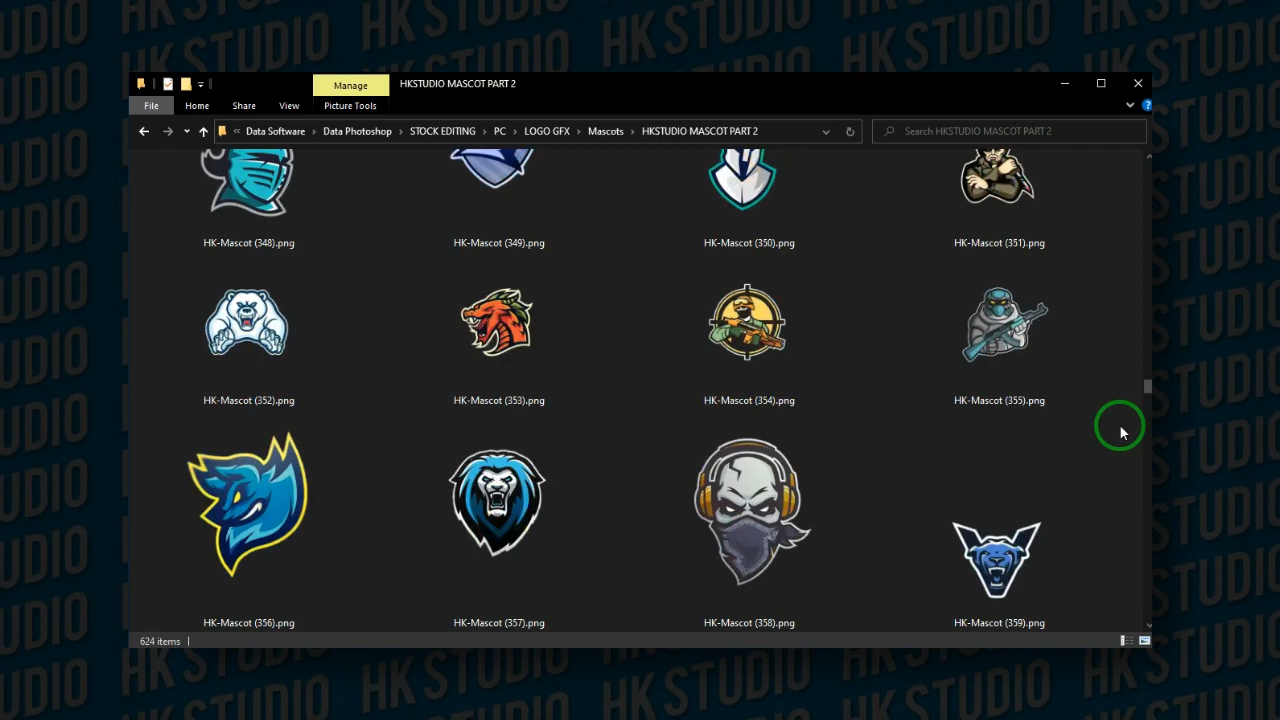 HK STUDIO
Manage
HKSTUDIO MASCOT PART 2
File
Home
Share
View
Picture Tools
Data Software
Data Photoshop
STOCK EDITING
PC
LOGO GFX
Mascots
HKSTUDIO MASCOT PART 2
Search HKSTUDIO MASCOT PART 2
HK-Mascot (348).png
HK-Mascot (349).png
HK-Mascot (350).png
HK-Mascot (351).png
HK-Mascot (352).png
HK-Mascot (353).png
HK-Mascot (354).png
HK-Mascot (355).png
HK-Mascot (356).png
HK-Mascot (357).png
HK-Mascot (358).png
HK-Mascot (359).png
624 items
HK STUDIO